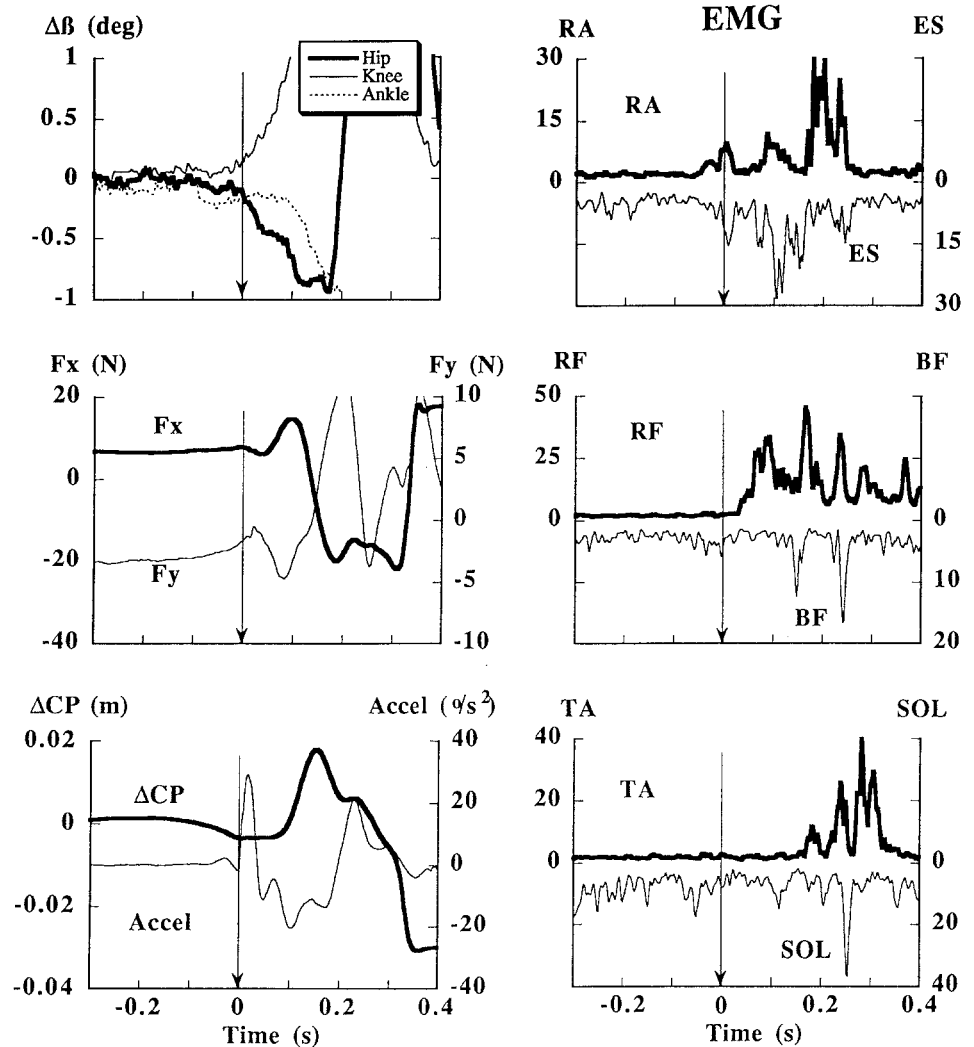 Δß (deg)
1
0.5
0
-0.5
-1
Hip
Knee
Ankle
EMG
RA
ES
30
15
0
0
15
30
RA
ES
Fx (N)
Fy (N)
20
0
-20
-40
10
5
0
-5
-10
Fx
Fy
RF
BF
50
25
0
0
10
20
RF
BF
ΔCP (m)
Accel (º/s²)
0.02
0
-0.02
-0.04
40
20
0
-20
-40
ΔCP
Accel
-0.2
0
0.2
0.4
Time (s)
TA
SOL
40
20
0
0
20
40
TA
SOL
-0.2
0
0.2
0.4
Time (s)